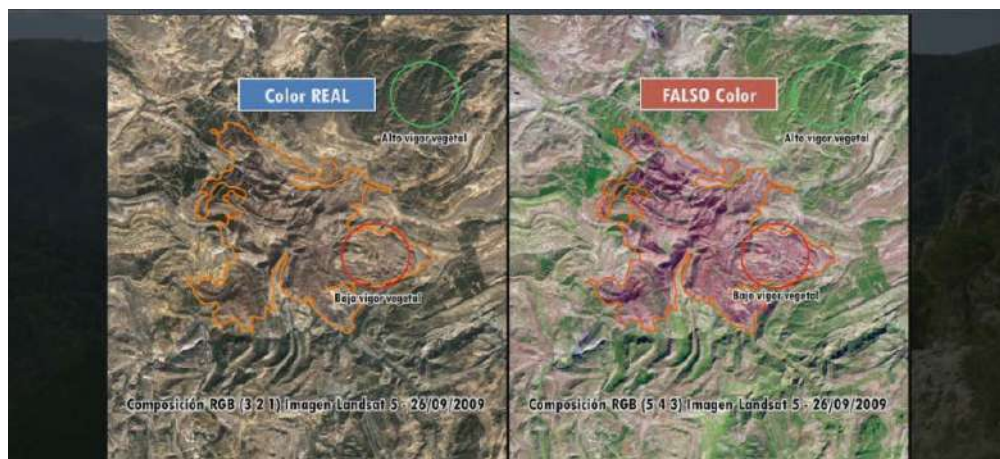 Color REAL
Alto vigor vegetal
Bajo vigor vegetal
Composición RGB (3 2 1) Imagen Landsat 5 - 26/09/2009
FALSO Color
Alto vigor vegetal
Bajo vigor vegetal
Composición RGB (5 4 3) Imagen Landsat 5 - 26/09/2009